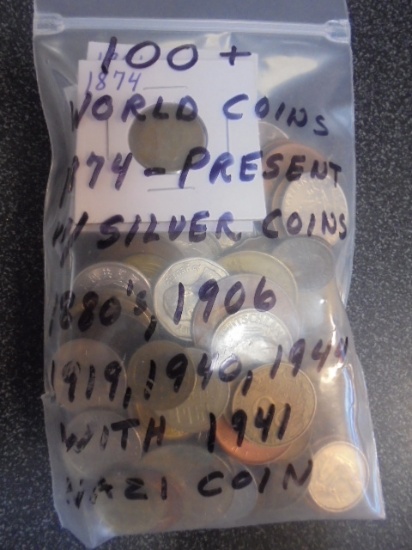 100+
1874
WORLD COINS
1874 - PRESENT
W/ SILVER COINS
1880's, 1906
1919, 1940, 1944
WITH 1941
NAZI COIN